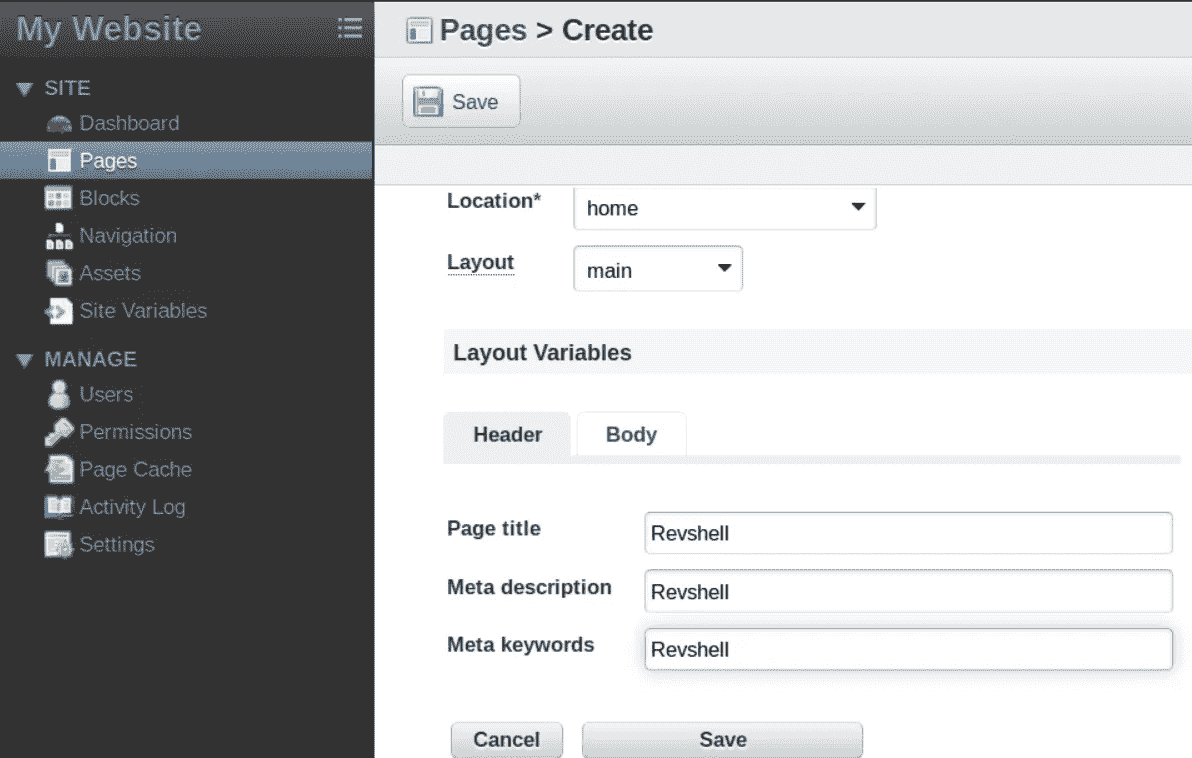 My Website
SITE
Dashboard
Pages
Blocks
Navigation
Assets
Site Variables
MANAGE
Users
Permissions
Page Cache
Activity Log
Settings
Pages > Create
Save
Location* home
Layout main
Layout Variables
Header Body
Page title Revshell
Meta description Revshell
Meta keywords Revshell
Cancel Save